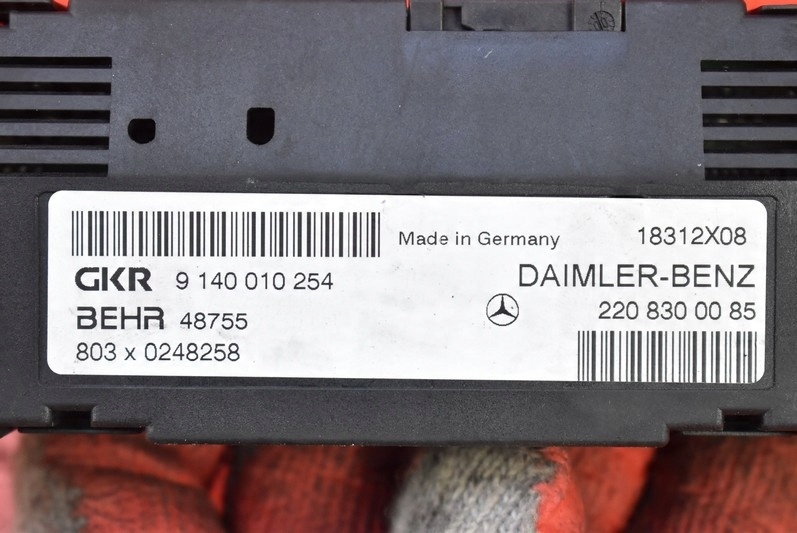 Made in Germany 18312X08
GKR 9 140 010 254 DAIMLER-BENZ
BEHR 48755 220 830 00 85
803 x 0248258